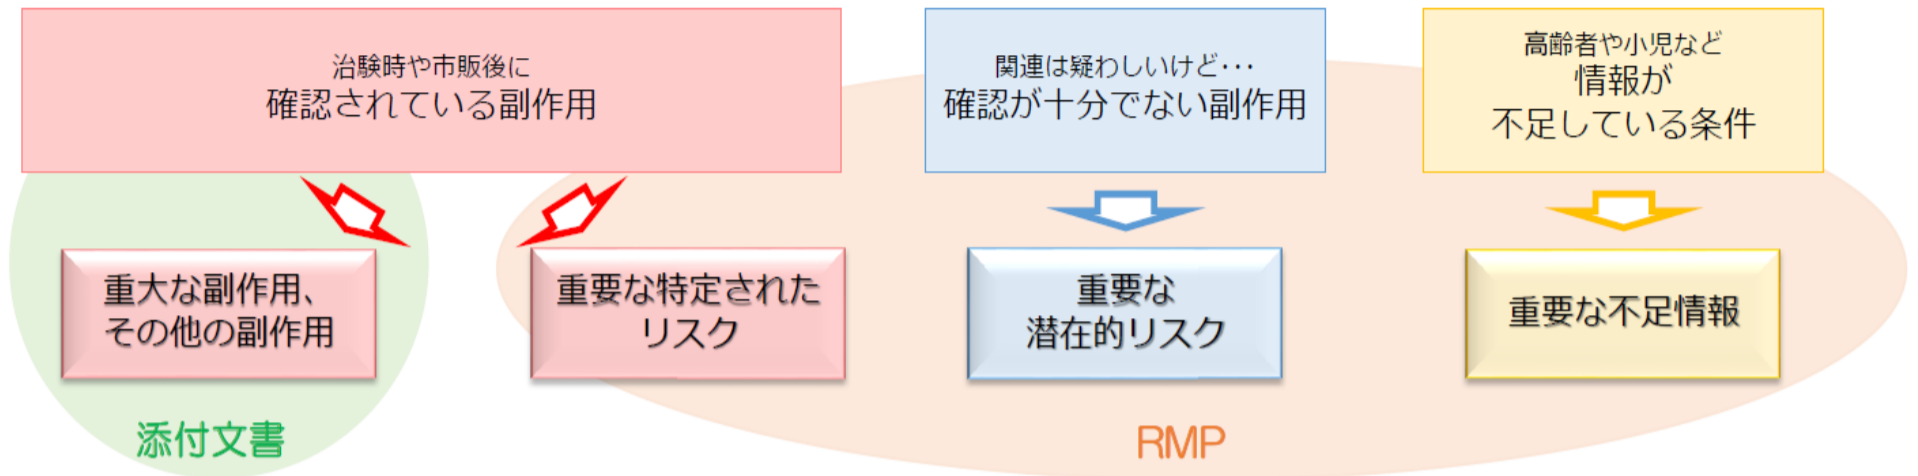 治験時や市販後に
確認されている副作用
関連は疑わしいけど･･･
確認が十分でない副作用
高齢者や小児など
情報が
不足している条件
重大な副作用、
その他の副作用
重要な特定された
リスク
重要な
潜在的リスク
重要な不足情報
添付文書
RMP